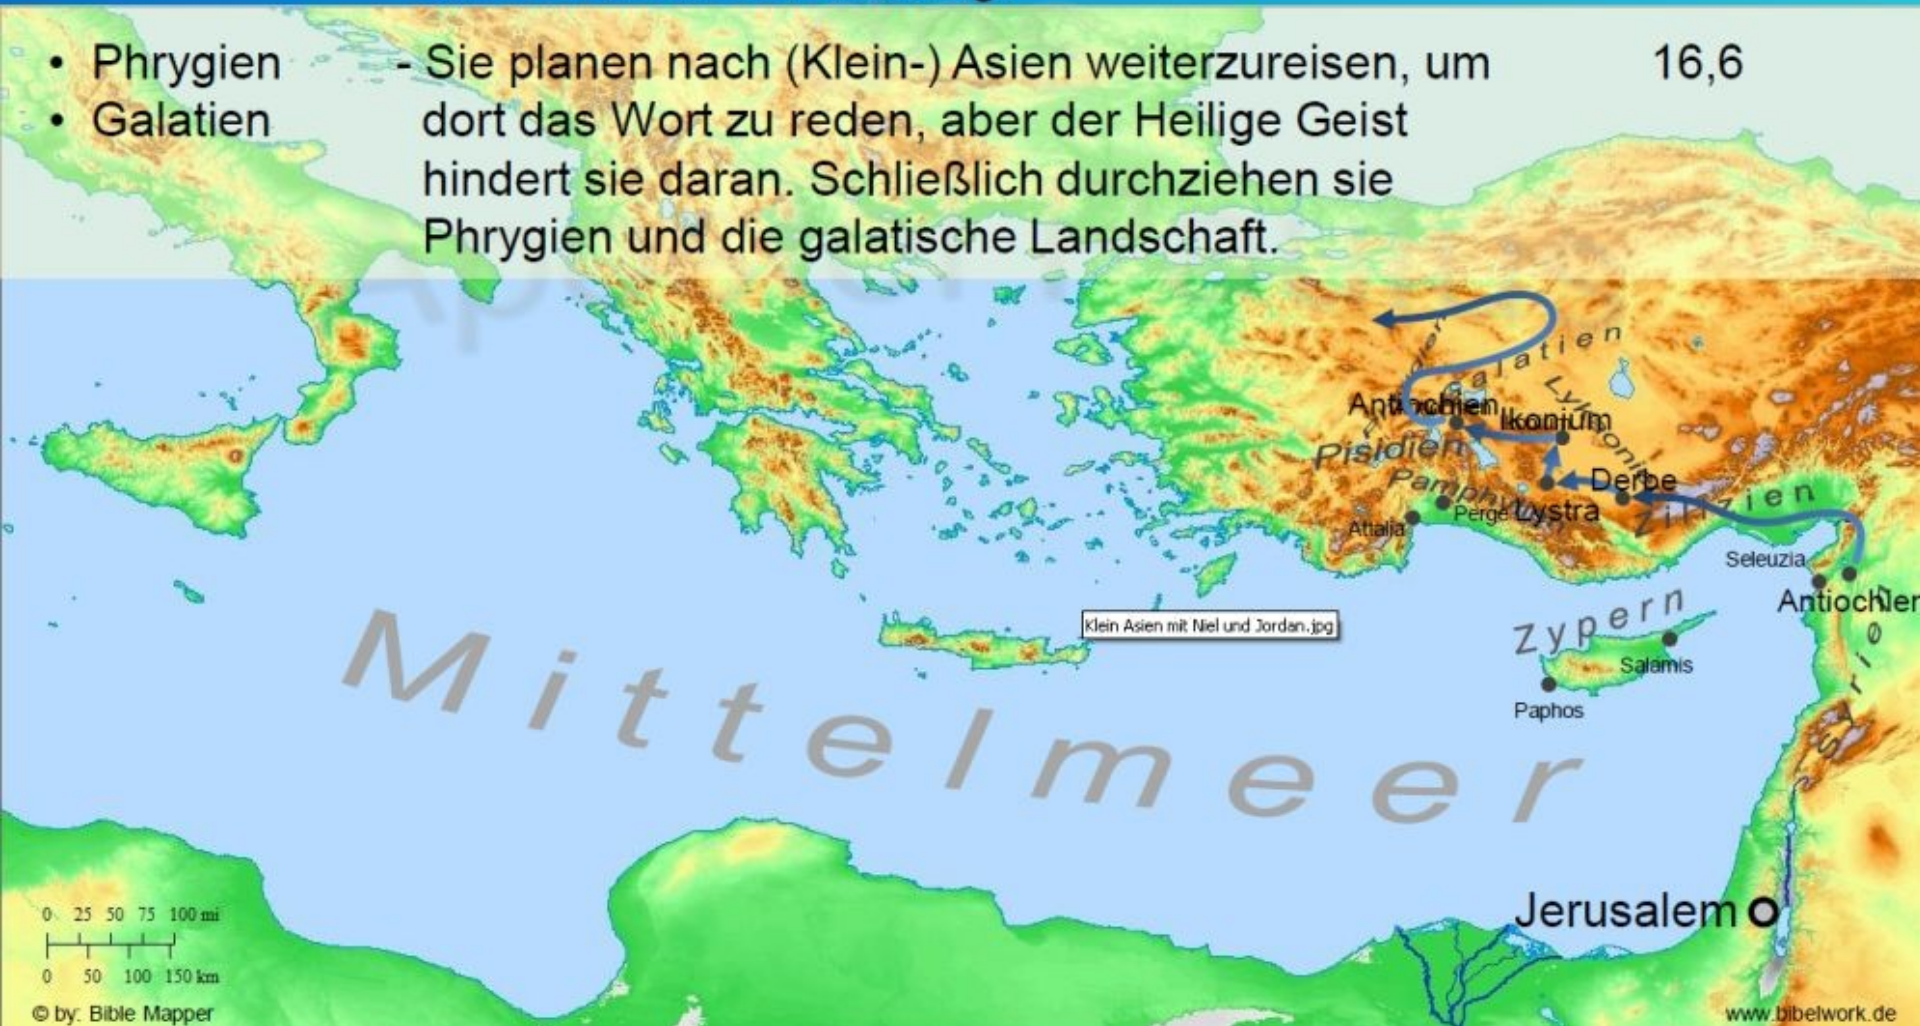 • Phrygien - Sie planen nach (Klein-) Asien weiterzureisen, um 16,6
• Galatien dort das Wort zu reden, aber der Heilige Geist
hindert sie daran. Schließlich durchziehen sie
Phrygien und die galatische Landschaft.
Galatien
Antiochien
Ikonium
Pisidien
Derbe
Perge
Lystra
Zilizien
Attalia
Seleuzia
Antiochien
Zypern
Syrien
Salamis
Klein Asien mit Niel und Jordan.jpg
Paphos
Mittelmeer
Jerusalem
0 25 50 75 100 mi
0 50 100 150 km
© by: Bible Mapper
www.bibelwork.de